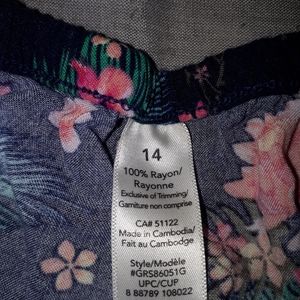 14
100% Rayon/
Rayonne
Exclusive of Trimming/
Garniture non comprise
CA# 51122
Made in Cambodia/
Fait au Cambodge
Style/Modèle
#GRS86051G
UPC/CUP
8 88789 108022